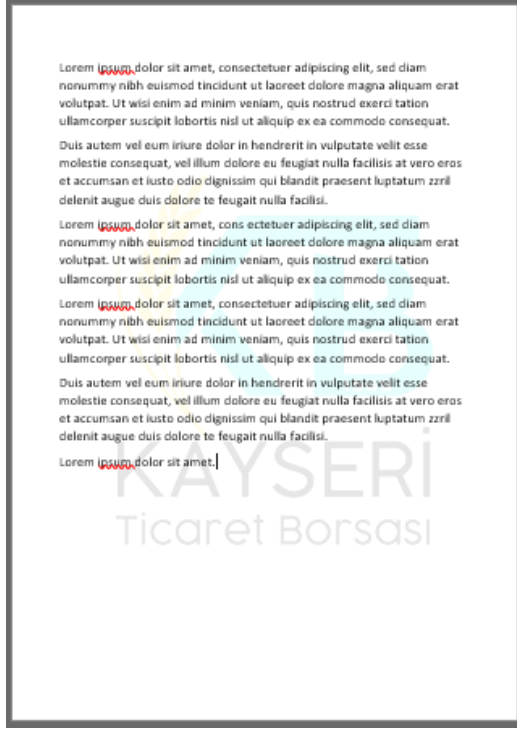 Lorem ipsum dolor sit amet, consectetuer adipiscing elit, sed diam
nonummy nibh euismod tincidunt ut laoreet dolore magna aliquam erat
volutpat. Ut wisi enim ad minim veniam, quis nostrud exerci tation
ullamcorper suscipit lobortis nisl ut aliquip ex ea commodo consequat.
Duis autem vel eum iriure dolor in hendrerit in vulputate velit esse
molestie consequat, vel illum dolore eu feugiat nulla facilisis at vero eros
et accumsan et iusto odio dignissim qui blandit praesent luptatum zzril
delenit augue duis dolore te feugait nulla facilisi.
Lorem ipsum dolor sit amet, cons ectetuer adipiscing elit, sed diam
nonummy nibh euismod tincidunt ut laoreet dolore magna aliquam erat
volutpat. Ut wisi enim ad minim veniam, quis nostrud exerci tation
ullamcorper suscipit lobortis nisl ut aliquip ex ea commodo consequat.
Lorem ipsum dolor sit amet, consectetuer adipiscing elit, sed diam
nonummy nibh euismod tincidunt ut laoreet dolore magna aliquam erat
volutpat. Ut wisi enim ad minim veniam, quis nostrud exerci tation
ullamcorper suscipit lobortis nisl ut aliquip ex ea commodo consequat.
Duis autem vel eum iriure dolor in hendrerit in vulputate velit esse
molestie consequat, vel illum dolore eu feugiat nulla facilisis at vero eros
et accumsan et iusto odio dignissim qui blandit praesent luptatum zzril
delenit augue duis dolore te feugait nulla facilisi.
Lorem ipsum dolor sit amet.
KAYSERİ
Ticaret Borsası